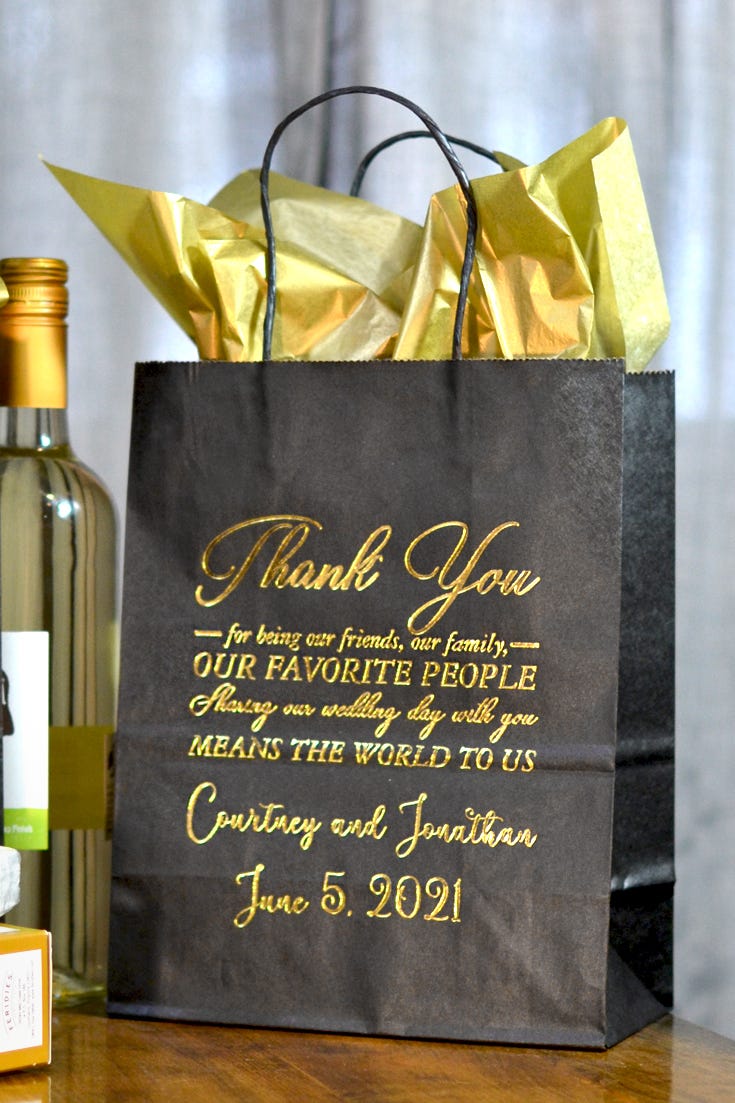 Thank You
for being our friends, our family,
OUR FAVORITE PEOPLE
Sharing our wedding day with you
MEANS THE WORLD TO US
Courtney and Jonathan
June 5, 2021